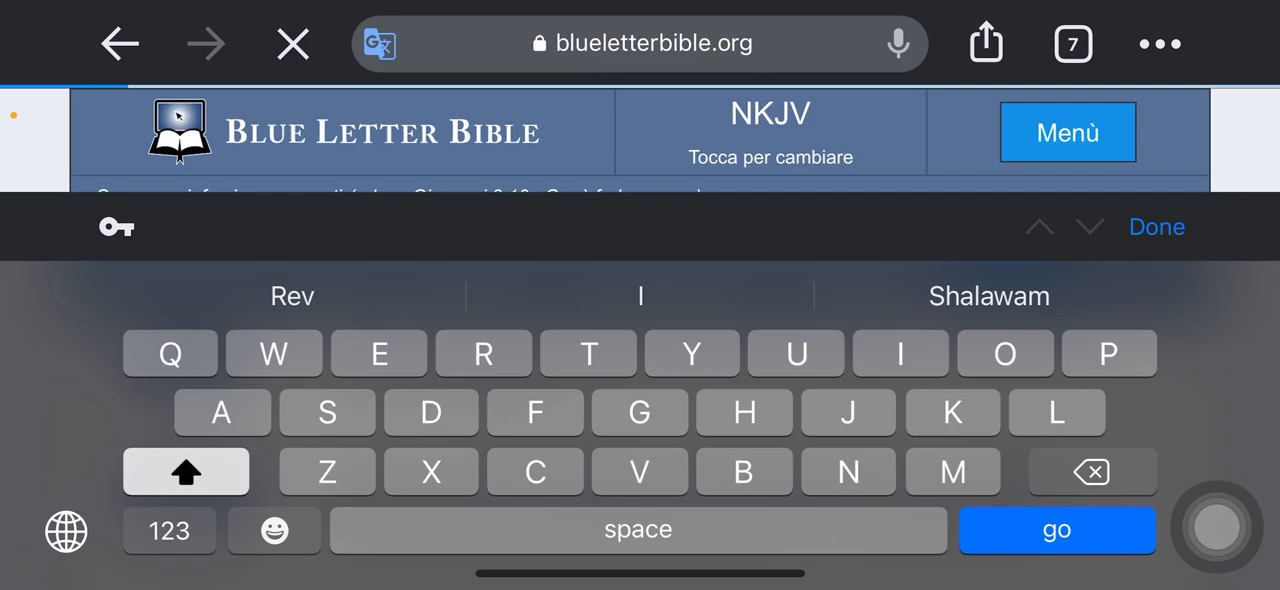 blueletterbible.org
7
BLUE LETTER BIBLE
NKJV
Tocca per cambiare
Menù
Done
Rev
I
Shalawam
Q W E R T Y U I O P
A S D F G H J K L
Z X C V B N M
123
space
go